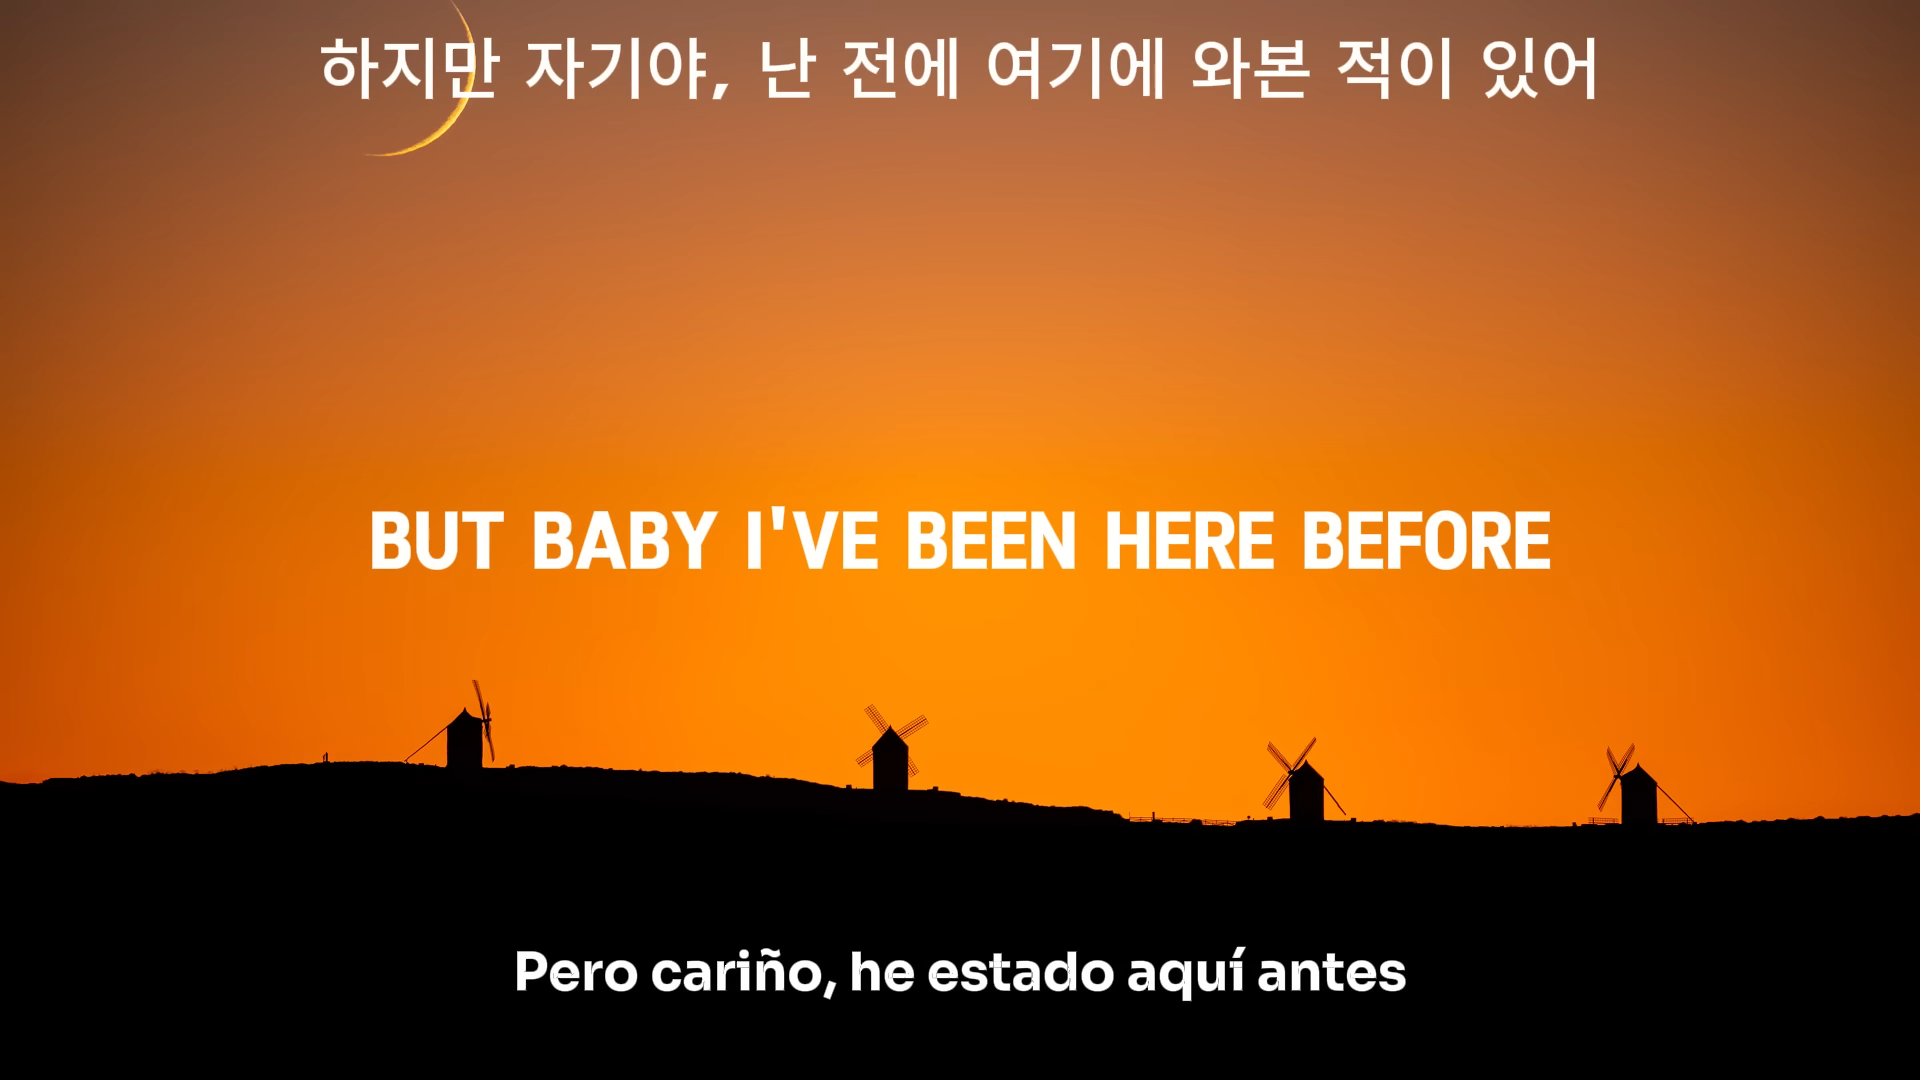 하지만 자기야, 난 전에 여기에 와본 적이 있어
BUT BABY I'VE BEEN HERE BEFORE
Pero cariño, he estado aquí antes